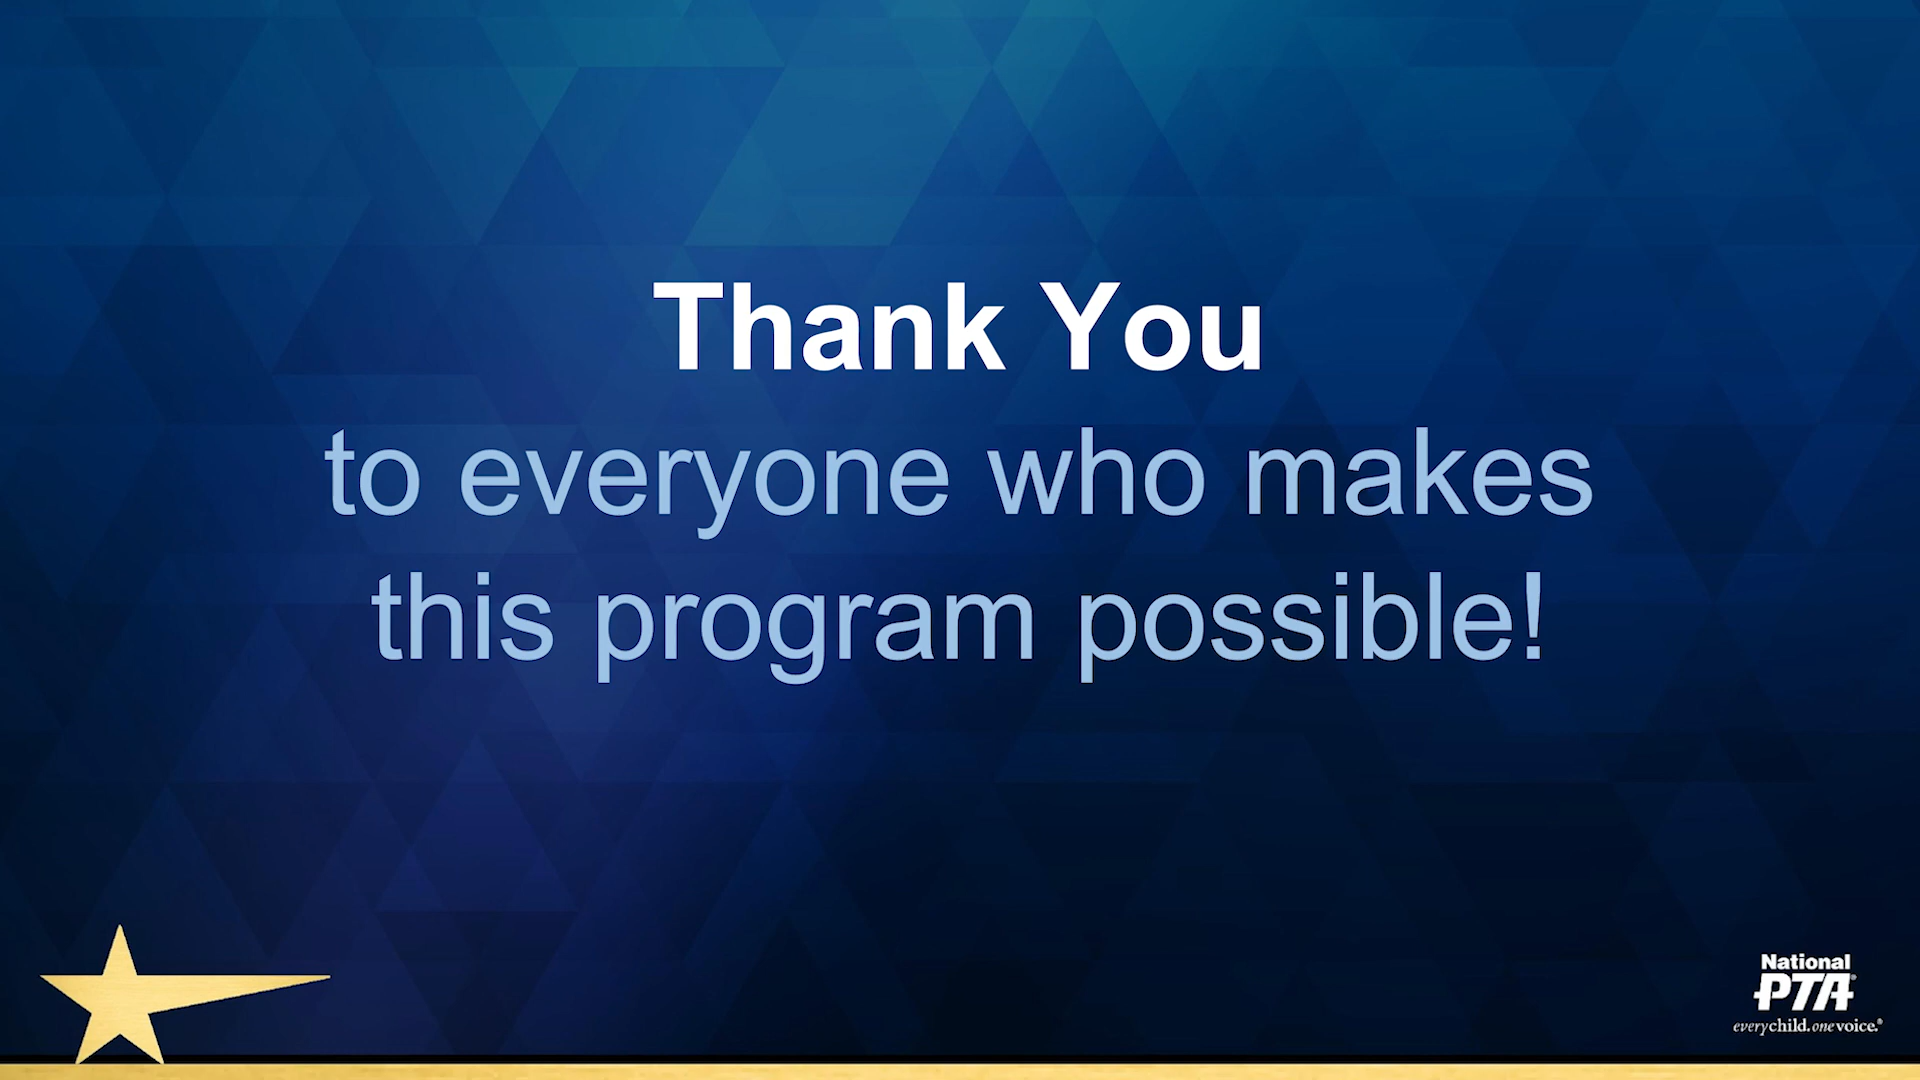 Thank You
to everyone who makes
this program possible!
National
PTA®
everychild.onevoice.®